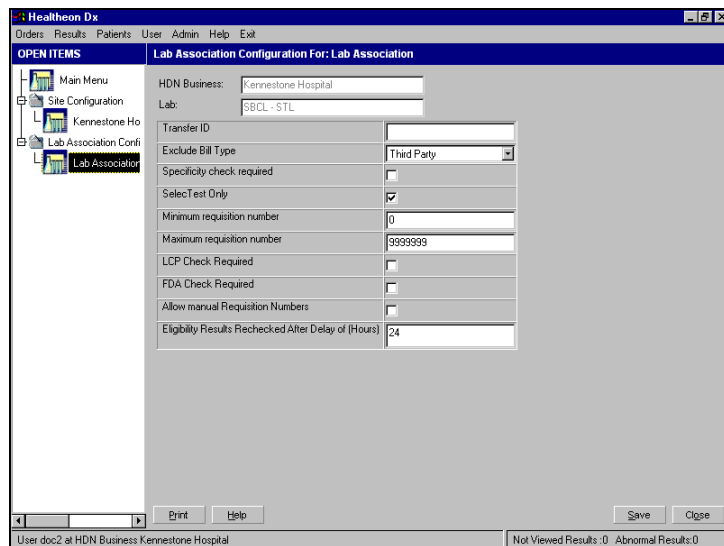 Healtheon Dx
Orders Results Patients User Admin Help Exit
OPEN ITEMS
Lab Association Configuration For: Lab Association
Main Menu
Site Configuration
Kennestone Ho
Lab Association Confi
Lab Association
HDN Business: Kennestone Hospital
Lab: SBCL - STL
Transfer ID
Exclude Bill Type Third Party
Specificity check required
SelecTest Only
Minimum requisition number 0
Maximum requisition number 9999999
LCP Check Required
FDA Check Required
Allow manual Requisition Numbers
Eligibility Results Rechecked After Delay of (Hours) 24
Print Help Save Close
User doc2 at HDN Business Kennestone Hospital Not Viewed Results :0 Abnormal Results:0